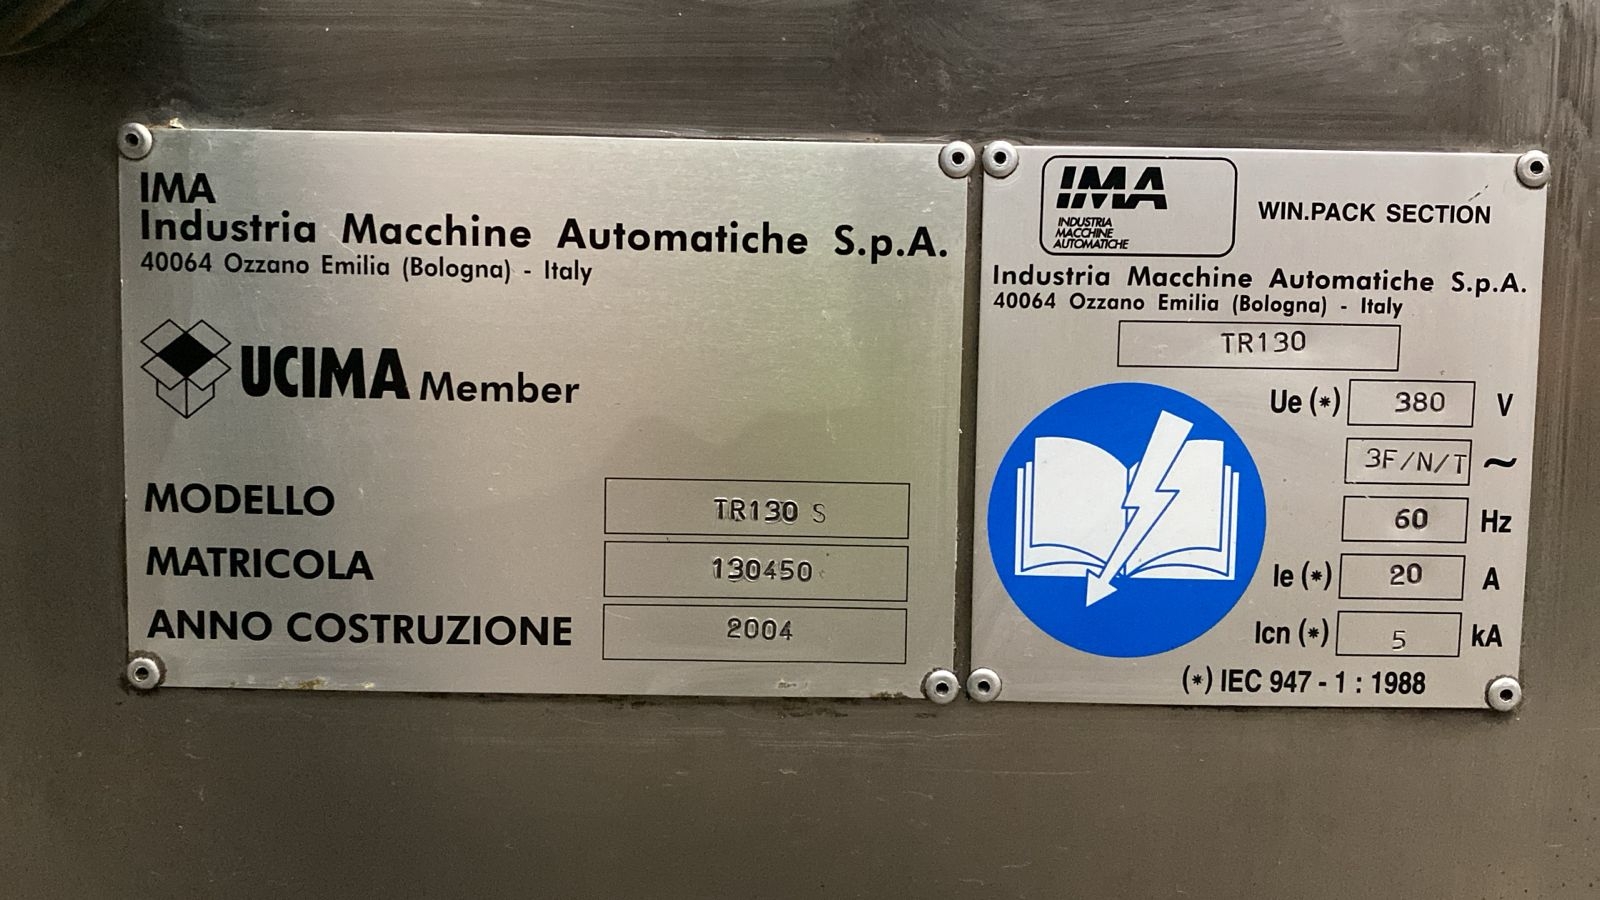 IMA
Industria Macchine Automatiche S.p.A.
40064 Ozzano Emilia (Bologna) - Italy
UCIMA Member
MODELLO TR130 S
MATRICOLA 130450
ANNO COSTRUZIONE 2004
IMA
INDUSTRIA
MACCHINE
AUTOMATICHE
WIN.PACK SECTION
Industria Macchine Automatiche S.p.A.
40064 Ozzano Emilia (Bologna) - Italy
TR130
Ue (*) 380 V
3F/N/T ~
60 Hz
Ie (*) 20 A
Icn (*) 5 kA
(*) IEC 947 - 1 : 1988